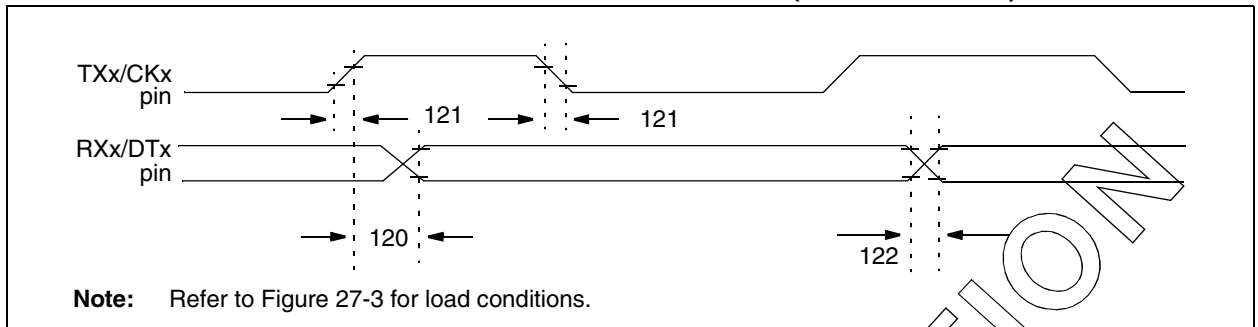 TXx/CKx
pin
121
121
RXx/DTx
pin
120
122
Note: Refer to Figure 27-3 for load conditions.
ION